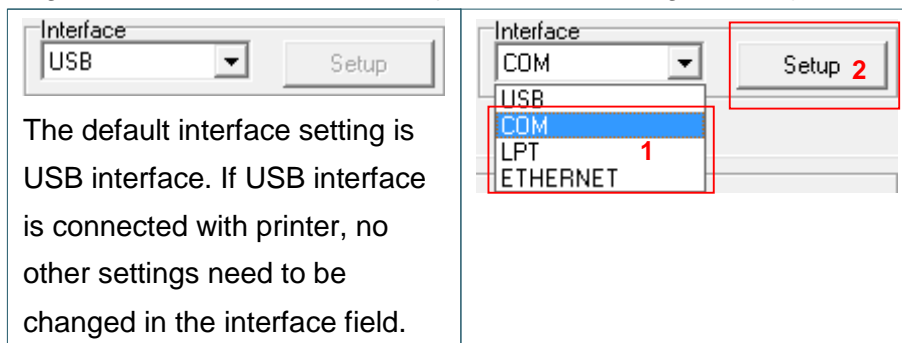 Interface
USB
Setup
The default interface setting is
USB interface. If USB interface
is connected with printer, no
other settings need to be
changed in the interface field.
Interface
COM
Setup 2
USB
COM
LPT 1
ETHERNET